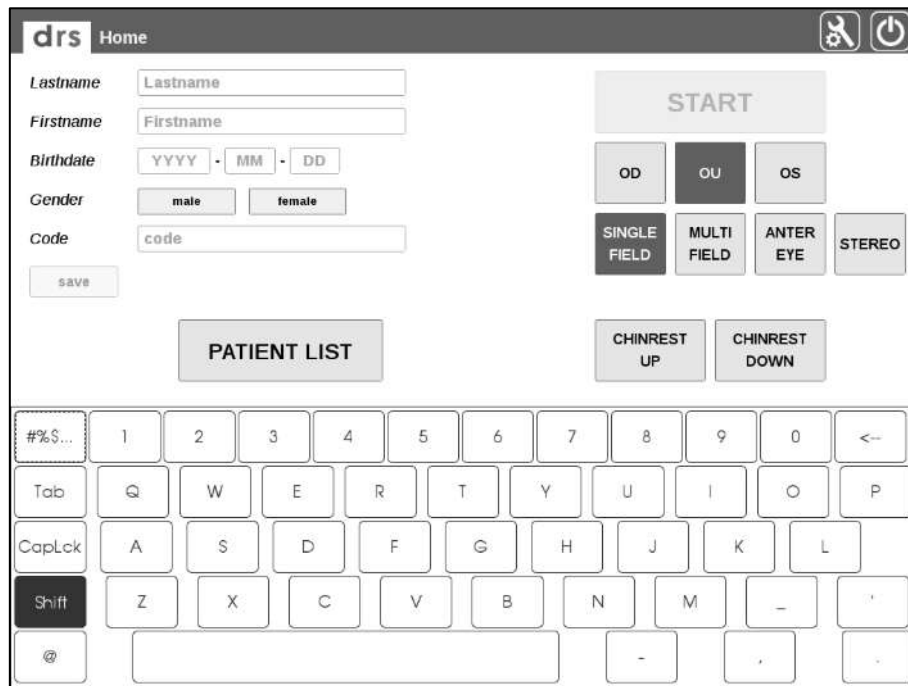 drs Home
Lastname Lastname
Firstname Firstname
Birthdate YYYY - MM - DD
Gender male female
Code code
save
PATIENT LIST
START
OD OU OS
SINGLE FIELD MULTI FIELD ANTER EYE STEREO
CHINREST UP CHINREST DOWN
#%$... 1 2 3 4 5 6 7 8 9 0 <--
Tab Q W E R T Y U I O P
CapLck A S D F G H J K L
Shift Z X C V B N M _ '
@ - , .